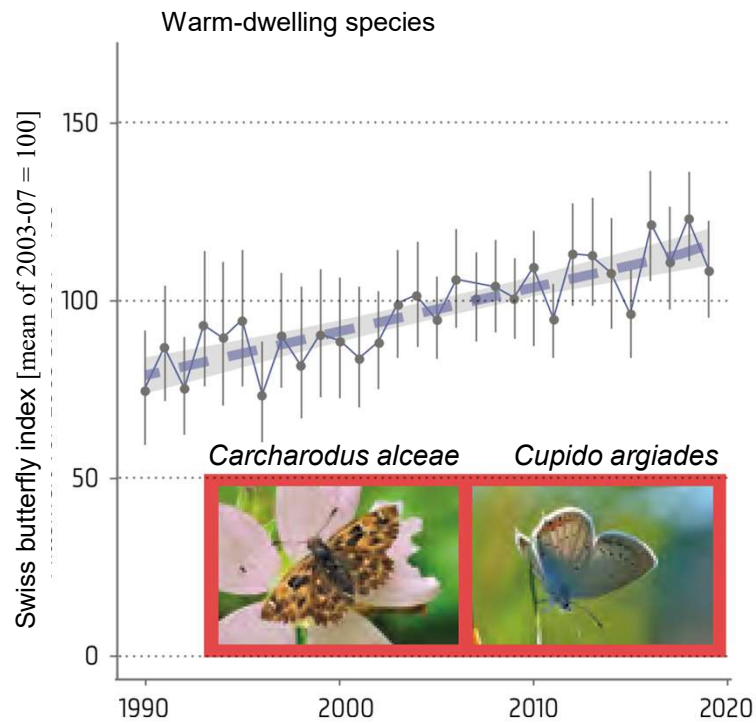 Warm-dwelling species
Swiss butterfly index [mean of 2003-07 = 100]
150
100
50
0
Carcharodus alceae
Cupido argiades
1990
2000
2010
2020